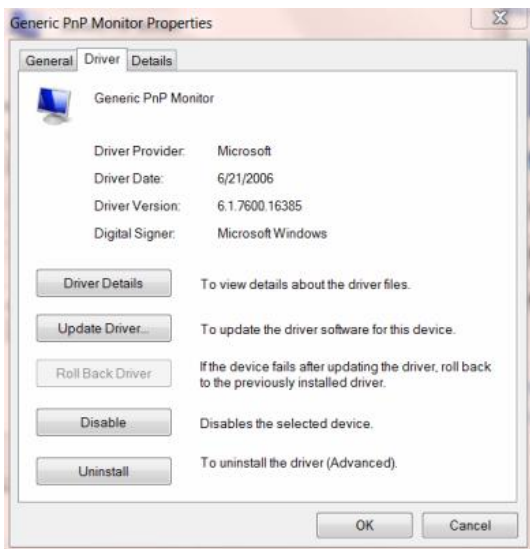 Generic PnP Monitor Properties
General Driver Details
Generic PnP Monitor
Driver Provider: Microsoft
Driver Date: 6/21/2006
Driver Version: 6.1.7600.16385
Digital Signer: Microsoft Windows
Driver Details To view details about the driver files.
Update Driver... To update the driver software for this device.
Roll Back Driver If the device fails after updating the driver, roll back
to the previously installed driver.
Disable Disables the selected device.
Uninstall To uninstall the driver (Advanced).
OK Cancel